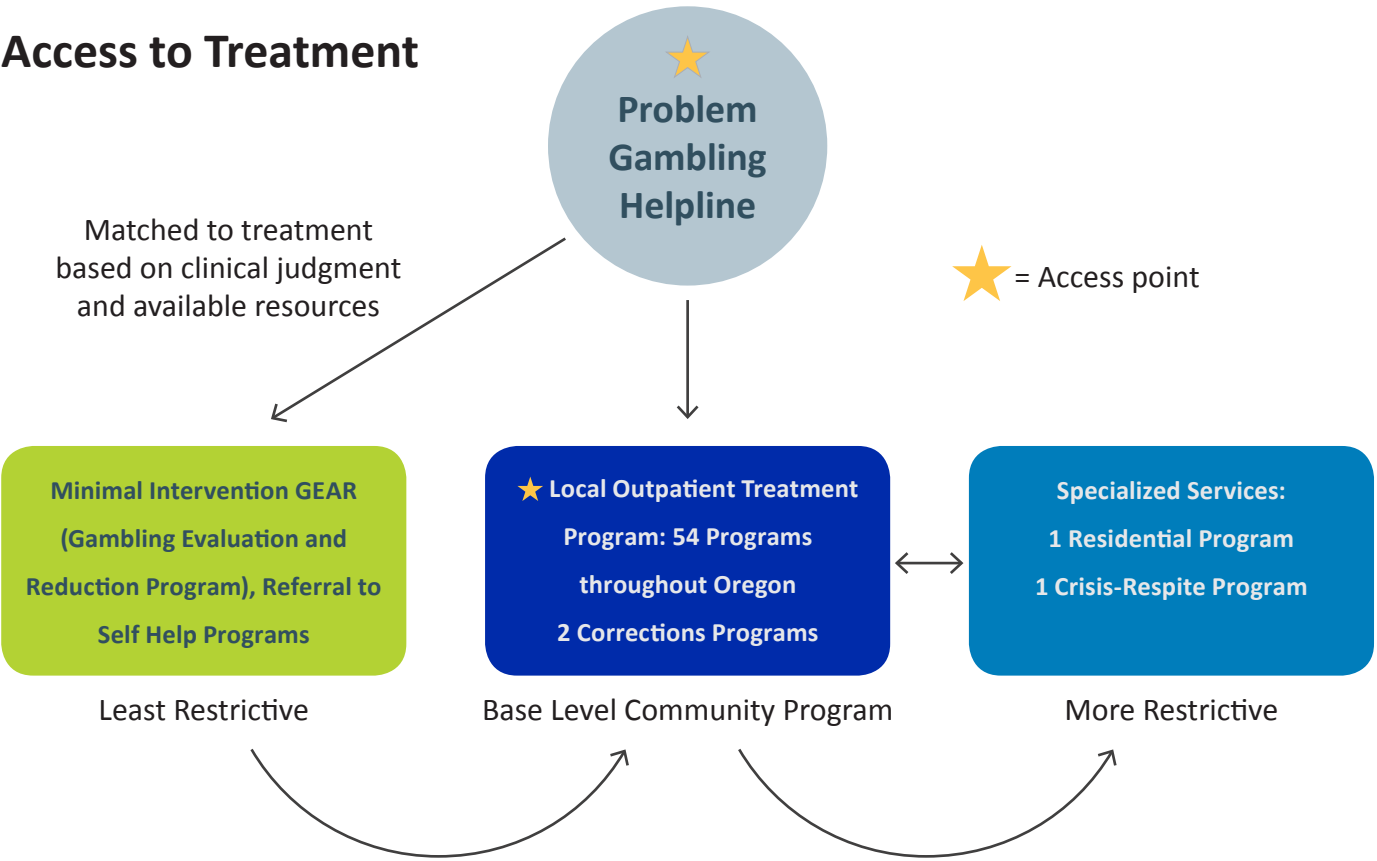 Access to Treatment
Problem
Gambling
Helpline
Matched to treatment
based on clinical judgment
and available resources
= Access point
Minimal Intervention GEAR
(Gambling Evaluation and
Reduction Program), Referral to
Self Help Programs
Local Outpatient Treatment
Program: 54 Programs
throughout Oregon
2 Corrections Programs
Specialized Services:
1 Residential Program
1 Crisis-Respite Program
Least Restrictive
Base Level Community Program
More Restrictive